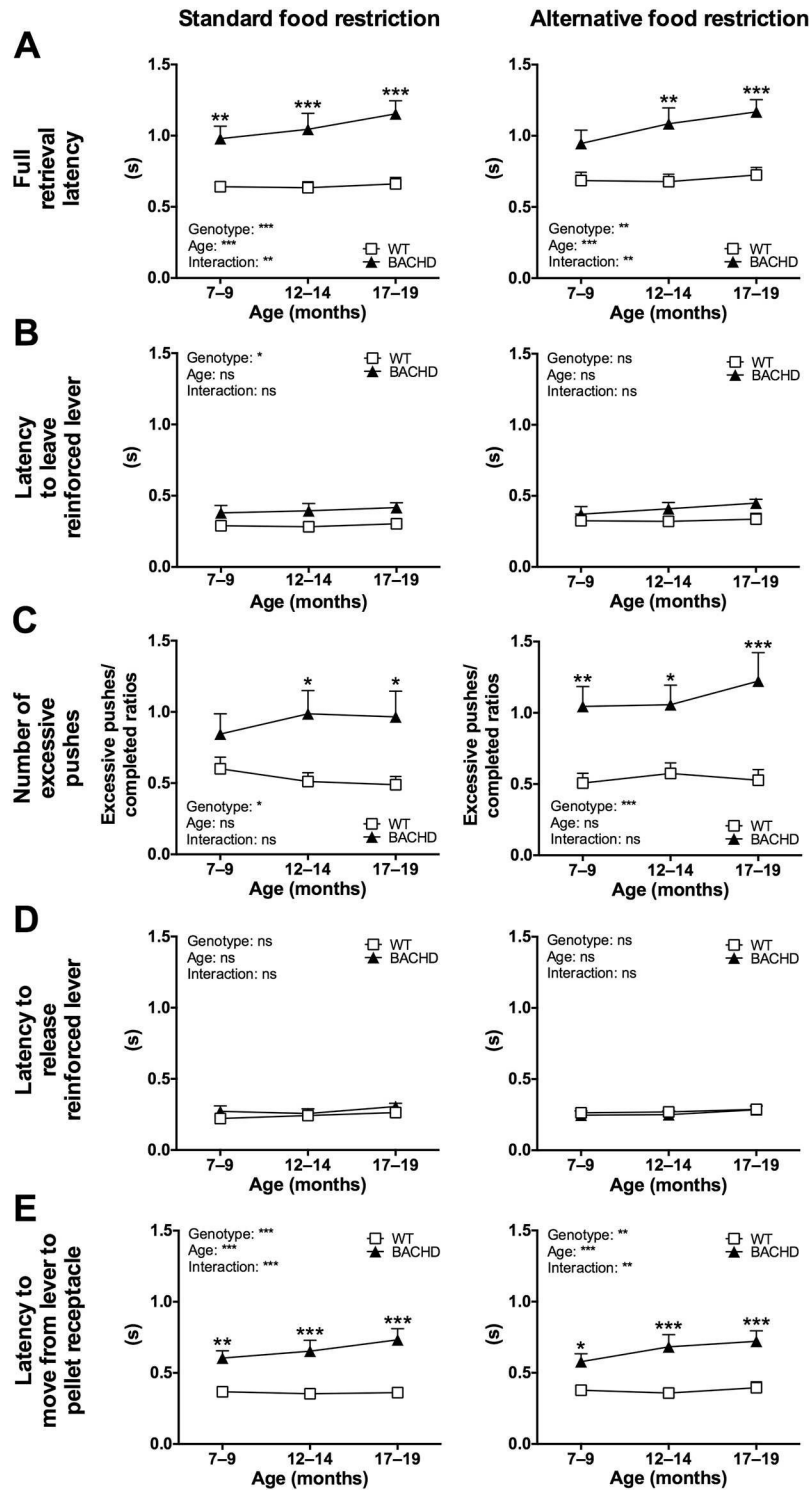 Standard food restriction
Alternative food restriction
A
Full
retrieval
latency
(s)
1.5
1.0
0.5
0.0
** *** ***
Genotype: ***
Age: ***
Interaction: **
WT
BACHD
7–9 12–14 17–19
Age (months)
(s)
1.5
1.0
0.5
0.0
** ***
Genotype: **
Age: ***
Interaction: **
WT
BACHD
7–9 12–14 17–19
Age (months)
B
Latency
to leave
reinforced lever
(s)
1.5
1.0
0.5
0.0
Genotype: *
Age: ns
Interaction: ns
WT
BACHD
7–9 12–14 17–19
Age (months)
(s)
1.5
1.0
0.5
0.0
Genotype: ns
Age: ns
Interaction: ns
WT
BACHD
7–9 12–14 17–19
Age (months)
C
Number of
excessive
pushes
Excessive pushes/
completed ratios
1.5
1.0
0.5
0.0
* *
Genotype: *
Age: ns
Interaction: ns
WT
BACHD
7–9 12–14 17–19
Age (months)
Excessive pushes/
completed ratios
1.5
1.0
0.5
0.0
** * ***
Genotype: ***
Age: ns
Interaction: ns
WT
BACHD
7–9 12–14 17–19
Age (months)
D
Latency to
release
reinforced lever
(s)
1.5
1.0
0.5
0.0
Genotype: ns
Age: ns
Interaction: ns
WT
BACHD
7–9 12–14 17–19
Age (months)
(s)
1.5
1.0
0.5
0.0
Genotype: ns
Age: ns
Interaction: ns
WT
BACHD
7–9 12–14 17–19
Age (months)
E
Latency to
move from lever to
pellet receptacle
(s)
1.5
1.0
0.5
0.0
Genotype: ***
Age: ***
Interaction: ***
WT
BACHD
** *** ***
7–9 12–14 17–19
Age (months)
(s)
1.5
1.0
0.5
0.0
Genotype: **
Age: ***
Interaction: **
WT
BACHD
* *** ***
7–9 12–14 17–19
Age (months)